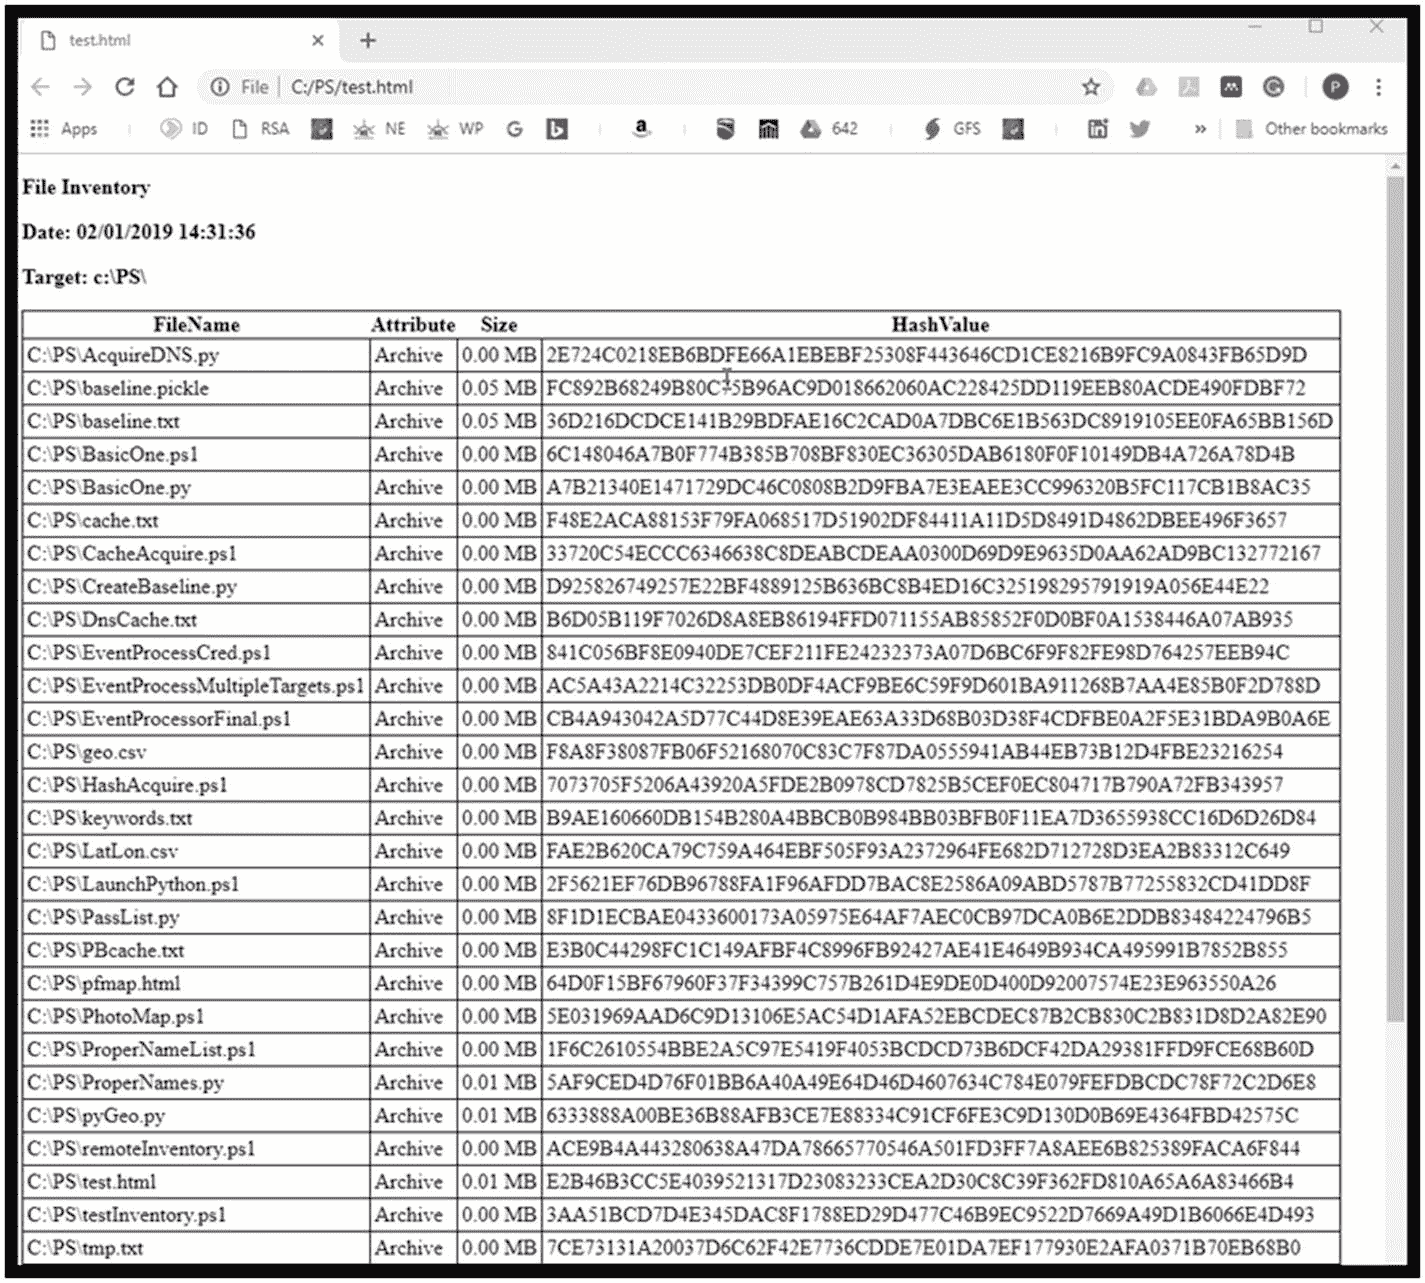 test.html
File C:/PS/test.html
P
Apps ID RSA NE WP G b a 642 GFS in » Other bookmarks
File Inventory
Date: 02/01/2019 14:31:36
Target: c:\PS\
FileName Attribute Size HashValue
C:\PS\AcquireDNS.py Archive 0.00 MB 2E724C0218EB6BDFE66A1EBEBF25308F443646CD1CE8216B9FC9A0843FB65D9D
C:\PS\baseline.pickle Archive 0.05 MB FC892B68249B80C75B96AC9D018662060AC228425DD119EEB80ACDE490FDBF72
C:\PS\baseline.txt Archive 0.05 MB 36D216DCDCE141B29BDFAE16C2CAD0A7DBC6E1B563DC8919105EE0FA65BB156D
C:\PS\BasicOne.ps1 Archive 0.00 MB 6C148046A7B0F774B385B708BF830EC36305DAB6180F0F10149DB4A726A78D4B
C:\PS\BasicOne.py Archive 0.00 MB A7B21340E1471729DC46C0808B2D9FBA7E3EAEE3CC996320B5FC117CB1B8AC35
C:\PS\cache.txt Archive 0.00 MB F48E2ACA88153F79FA068517D51902DF84411A11D5D8491D4862DBEE496F3657
C:\PS\CacheAcquire.ps1 Archive 0.00 MB 33720C54ECCC6346638C8DEABCDEAA0300D69D9E9635D0AA62AD9BC132772167
C:\PS\CreateBaseline.py Archive 0.00 MB D925826749257E22BF4889125B636BC8B4ED16C325198295791919A056E44E22
C:\PS\DnsCache.txt Archive 0.00 MB B6D05B119F7026D8A8EB86194FFD071155AB85852F0D0BF0A1538446A07AB935
C:\PS\EventProcessCred.ps1 Archive 0.00 MB 841C056BF8E0940DE7CEF211FE24232373A07D6BC6F9F82FE98D764257EEB94C
C:\PS\EventProcessMultipleTargets.ps1 Archive 0.00 MB AC5A43A2214C32253DB0DF4ACF9BE6C59F9D601BA911268B7AA4E85B0F2D788D
C:\PS\EventProcessorFinal.ps1 Archive 0.00 MB CB4A943042A5D77C44D8E39EAE63A33D68B03D38F4CDFBE0A2F5E31BDA9B0A6E
C:\PS\geo.csv Archive 0.00 MB F8A8F38087FB06F52168070C83C7F87DA0555941AB44EB73B12D4FBE23216254
C:\PS\HashAcquire.ps1 Archive 0.00 MB 7073705F5206A43920A5FDE2B0978CD7825B5CEF0EC804717B790A72FB343957
C:\PS\keywords.txt Archive 0.00 MB B9AE160660DB154B280A4BBCB0B984BB03BFB0F11EA7D3655938CC16D6D26D84
C:\PS\LatLon.csv Archive 0.00 MB FAE2B620CA79C759A464EBF505F93A2372964FE682D712728D3EA2B83312C649
C:\PS\LaunchPython.ps1 Archive 0.00 MB 2F5621EF76DB96788FA1F96AFDD7BAC8E2586A09ABD5787B77255832CD41DD8F
C:\PS\PassList.py Archive 0.00 MB 8F1D1ECBAE0433600173A05975E64AF7AEC0CB97DCA0B6E2DDB83484224796B5
C:\PS\PBcache.txt Archive 0.00 MB E3B0C44298FC1C149AFBF4C8996FB92427AE41E4649B934CA495991B7852B855
C:\PS\pfmap.html Archive 0.00 MB 64D0F15BF67960F37F34399C757B261D4E9DE0D400D92007574E23E963550A26
C:\PS\PhotoMap.ps1 Archive 0.00 MB 5E031969AAD6C9D13106E5AC54D1AFA52EBCDEC87B2CB830C2B831D8D2A82E90
C:\PS\ProperNameList.ps1 Archive 0.00 MB 1F6C2610554BBE2A5C97E5419F4053BCDCD73B6DCF42DA29381FFD9FCE68B60D
C:\PS\ProperNames.py Archive 0.01 MB 5AF9CED4D76F01BB6A40A49E64D46D4607634C784E079FEFDBCDC78F72C2D6E8
C:\PS\pyGeo.py Archive 0.01 MB 6333888A00BE36B88AFB3CE7E88334C91CF6FE3C9D130D0B69E4364FBD42575C
C:\PS\remoteInventory.ps1 Archive 0.00 MB ACE9B4A443280638A47DA78665770546A501FD3FF7A8AEE6B825389FACA6F844
C:\PS\test.html Archive 0.01 MB E2B46B3CC5E4039521317D23083233CEA2D30C8C39F362FD810A65A6A83466B4
C:\PS\testInventory.ps1 Archive 0.00 MB 3AA51BCD7D4E345DAC8F1788ED29D477C46B9EC9522D7669A49D1B6066E4D493
C:\PS\tmp.txt Archive 0.00 MB 7CE73131A20037D6C62F42E7736CDDE7E01DA7EF177930E2AFA0371B70EB68B0